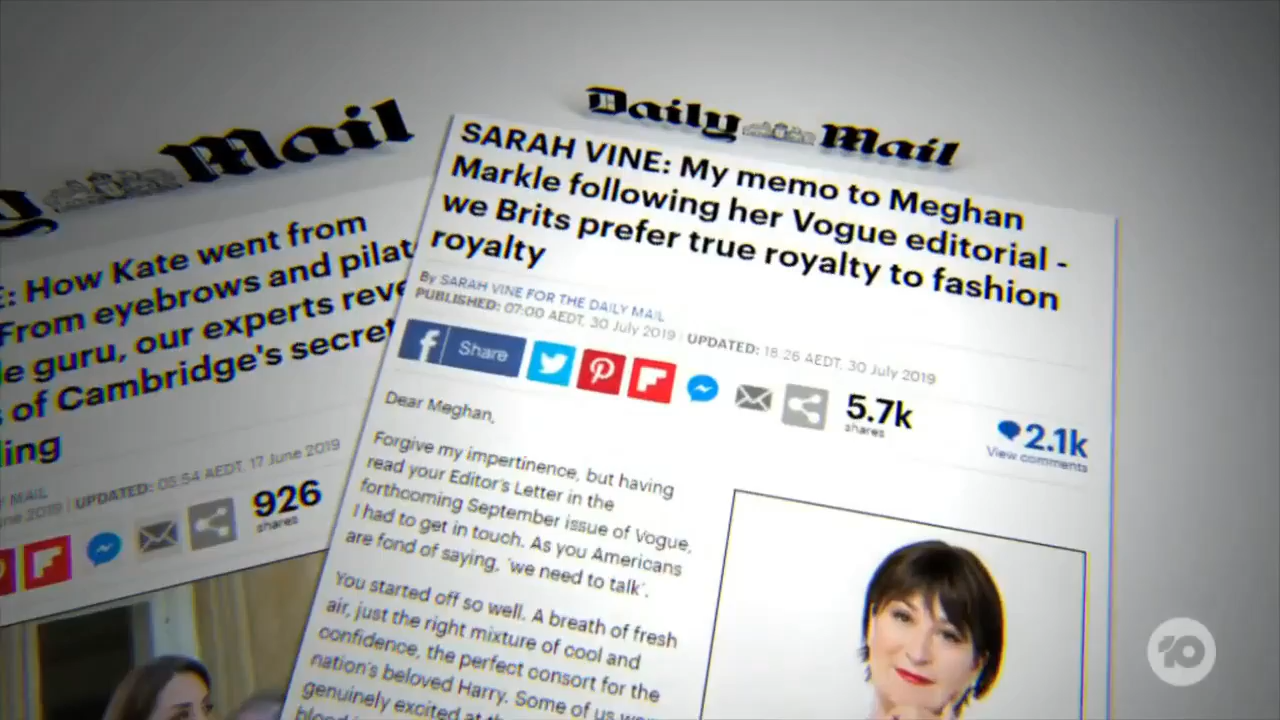 Mail
E: How Kate went from
From eyebrows and
guru, our experts
of Cambridge's
MAIL
UPDATED: 05:54 AEDT, 17 June 2019
2019
926
shares
Daily Mail
SARAH VINE: My memo to Meghan
Markle following her Vogue editorial -
we Brits prefer true royalty to fashion
royalty
By SARAH VINE FOR THE DAILY MAIL
PUBLISHED: 07:00 AEDT, 30 July 2019 | UPDATED: 18:26 AEDT, 30 July 2019
f Share
5.7k
shares
2.1k
View comments
Dear Meghan,
Forgive my impertinence, but having
read your Editor's Letter in the
forthcoming September issue of Vogue,
I had to get in touch. As you Americans
are fond of saying, 'we need to talk'.
You started off so well. A breath of fresh
air, just the right mixture of cool and
confidence, the perfect consort for the
nation's beloved Harry. Some of us
genuinely excited at
10